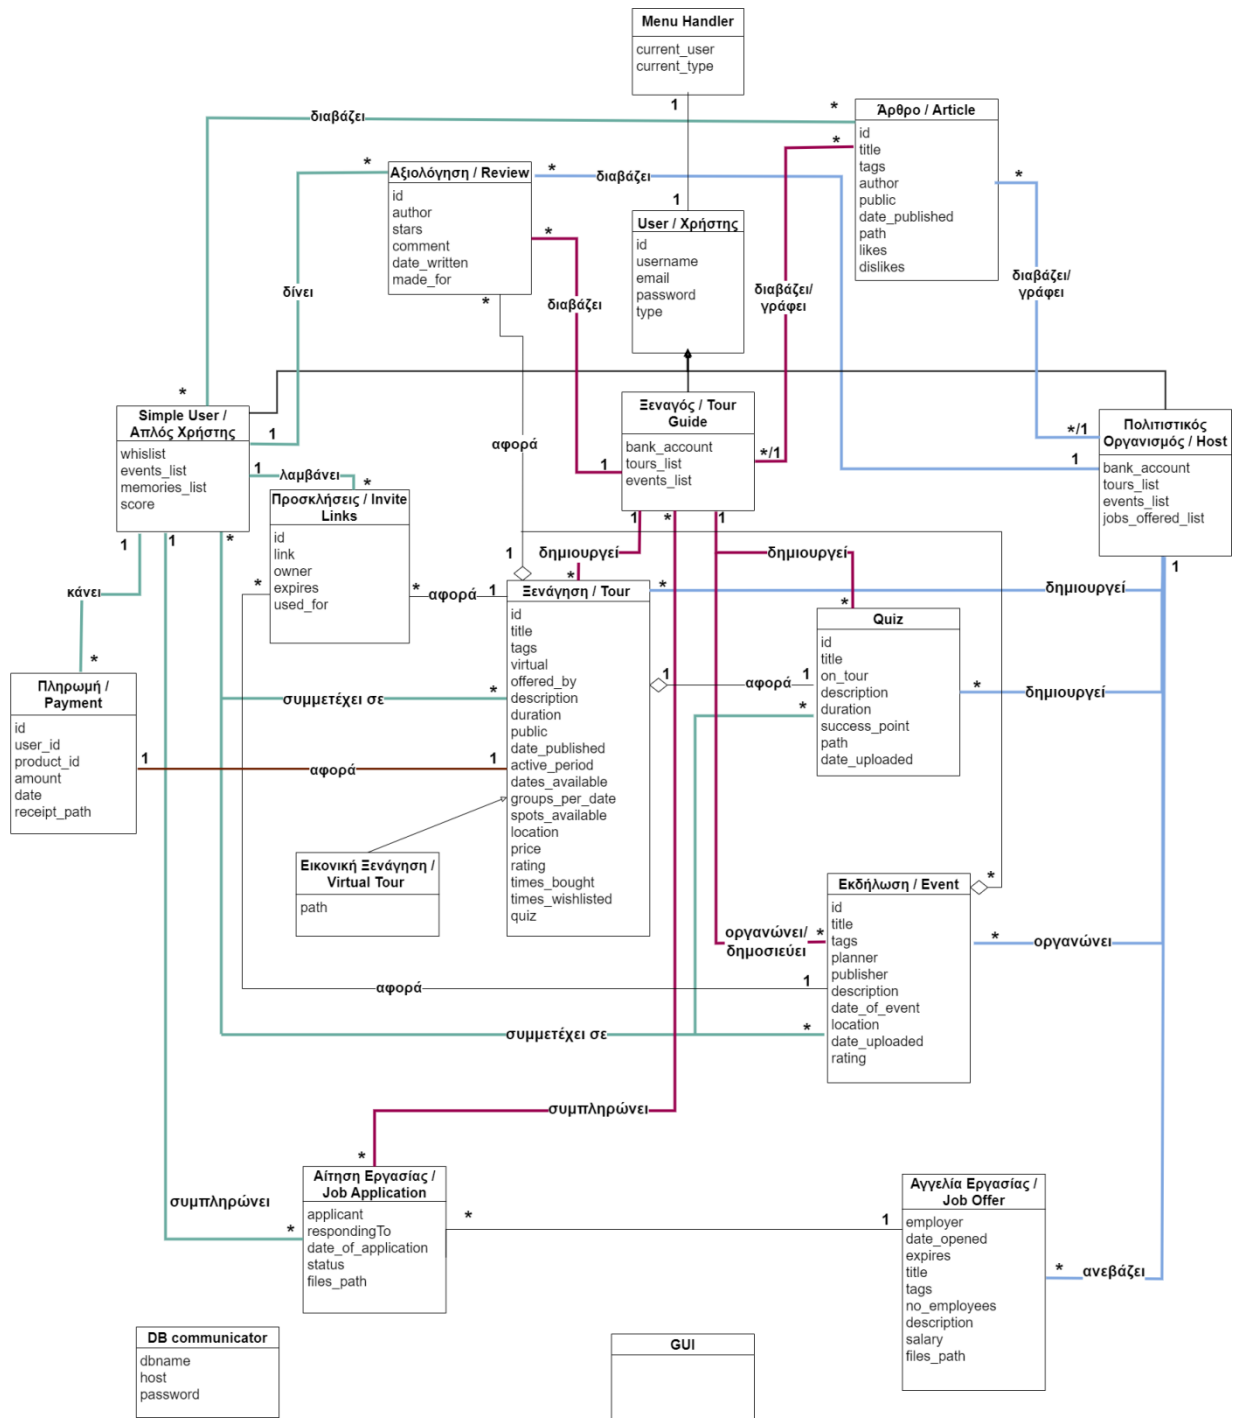 Menu Handler
current_user
current_type
1
1
Άρθρο / Article
id
title
tags
author
public
date_published
path
likes
dislikes
διαβάζει
*
*
*
Αξιολόγηση / Review
id
author
stars
comment
date_written
made_for
*
*
διαβάζει
*
*
User / Χρήστης
id
username
email
password
type
δίνει
διαβάζει
διαβάζει/
γράφει
διαβάζει/
γράφει
*
*
Simple User /
Απλός Χρήστης
whislist
events_list
memories_list
score
1
1
λαμβάνει
*
αφορά
Ξεναγός / Tour
Guide
bank_account
tours_list
events_list
1
*/1
*/1
1
Πολιτιστικός
Οργανισμός / Host
bank_account
tours_list
events_list
jobs_offered_list
Προσκλήσεις / Invite
Links
id
link
owner
expires
used_for
1
1
*
*
*
αφορά
1
1
1
*
1
1
δημιουργεί
*
δημιουργεί
*
*
δημιουργεί
κάνει
*
Πληρωμή /
Payment
id
user_id
product_id
amount
date
receipt_path
1
αφορά
1
συμμετέχει σε
*
Ξενάγηση / Tour
id
title
tags
virtual
offered_by
description
duration
public
date_published
active_period
dates_available
groups_per_date
spots_available
location
price
rating
times_bought
times_wishlisted
quiz
1
αφορά
1
*
Quiz
id
title
on_tour
description
duration
success_point
path
date_uploaded
*
δημιουργεί
Εικονική Ξενάγηση /
Virtual Tour
path
Εκδήλωση / Event
id
title
tags
planner
publisher
description
date_of_event
location
date_uploaded
rating
*
οργανώνει/
δημοσιεύει
*
*
οργανώνει
αφορά
1
συμμετέχει σε
*
συμπληρώνει
*
Αίτηση Εργασίας /
Job Application
applicant
respondingTo
date_of_application
status
files_path
συμπληρώνει
*
*
1
Αγγελία Εργασίας /
Job Offer
employer
date_opened
expires
title
tags
no_employees
description
salary
files_path
*
ανεβάζει
DB communicator
dbname
host
password
GUI